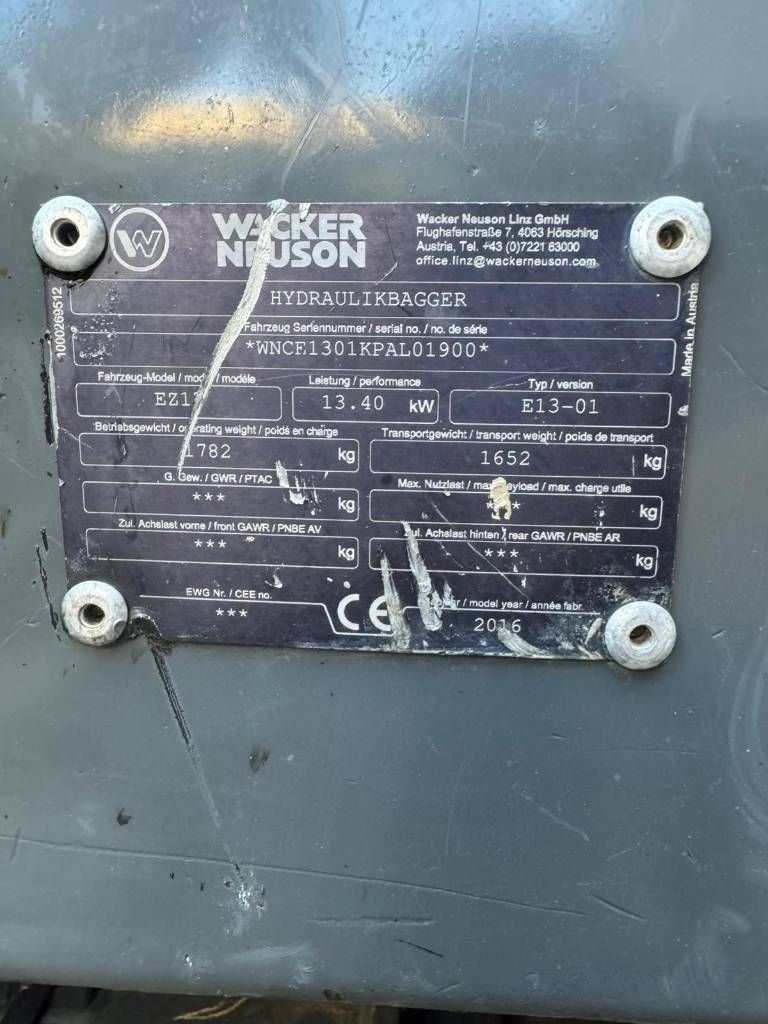 WACKER
NEUSON
Wacker Neuson Linz GmbH
Flughafenstraße 7, 4063 Hörsching
Austria, Tel. +43 (0)7221 63000
office.linz@wackerneuson.com
1000269512
Made in Austria
HYDRAULIKBAGGER
Fahrzeug Seriennummer / serial no. / no. de série
*WNCE1301KPAL01900*
Fahrzeug-Model / model / modèle
Leistung / performance
13.40 kW
Typ / version
E13-01
Betriebsgewicht / operating weight / poids en charge
1782 kg
Transportgewicht / transport weight / poids de transport
1652 kg
G. Gew. / GWR / PTAC
*** kg
Max. Nutzlast / max. payload / max. charge utile
kg
Zul. Achslast vorne / front GAWR / PNBE AV
*** kg
Zul. Achslast hinten / rear GAWR / PNBE AR
*** kg
EWG Nr. / CEE no.
***
CE
/ model year / année fabr.
2016